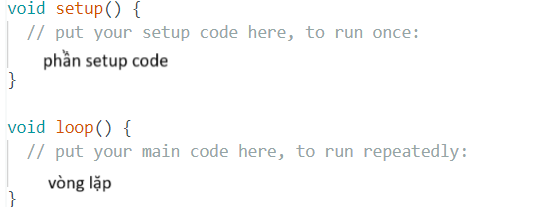 void setup() {
// put your setup code here, to run once:
phần setup code
}
void loop() {
// put your main code here, to run repeatedly:
vòng lặp
}